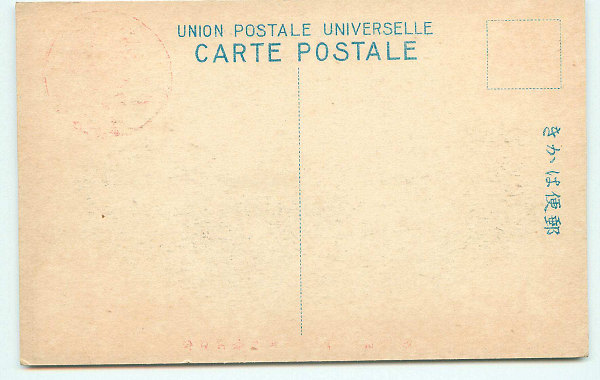 UNION POSTALE UNIVERSELLE
CARTE POSTALE
きかは便郵